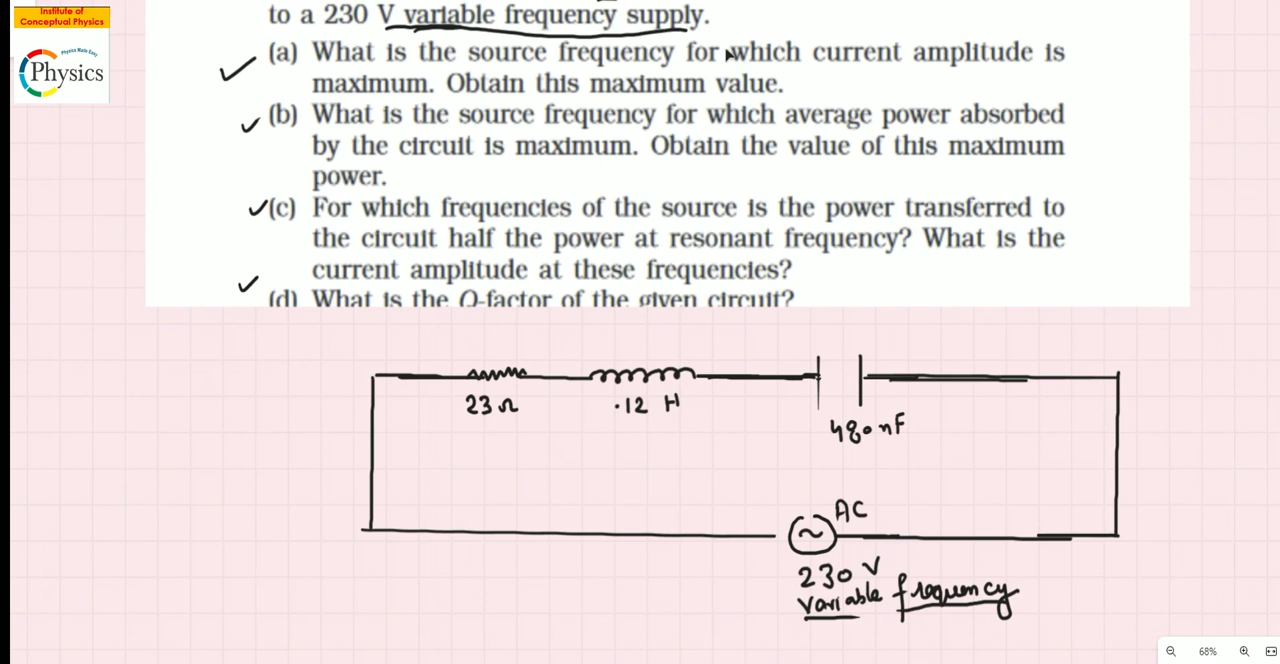 Institute of
Conceptual Physics
Physics Made Easy
Physics
to a 230 V variable frequency supply.
(a) What is the source frequency for which current amplitude is
maximum. Obtain this maximum value.
(b) What is the source frequency for which average power absorbed
by the circuit is maximum. Obtain the value of this maximum
power.
(c) For which frequencies of the source is the power transferred to
the circuit half the power at resonant frequency? What is the
current amplitude at these frequencies?
(d) What is the Q-factor of the given circuit?
23 Ω
.12 H
480 nF
AC
230 V
variable frequency
68%